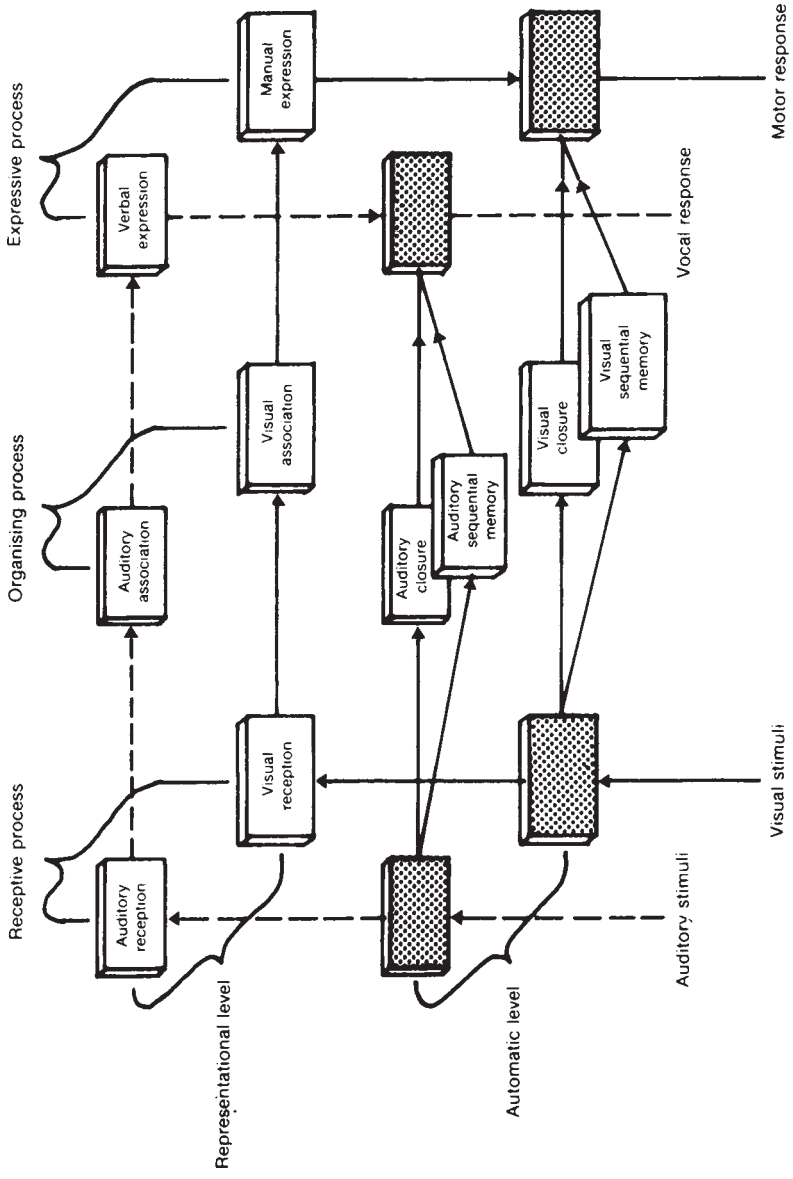 Receptive process
Organising process
Expressive process
Auditory
reception
Auditory
association
Verbal
expression
Representational level
Visual
reception
Visual
association
Manual
expression
Auditory
closure
Auditory
sequential
memory
Automatic level
Visual
closure
Visual
sequential
memory
Auditory stimuli
Vocal response
Visual stimuli
Motor response